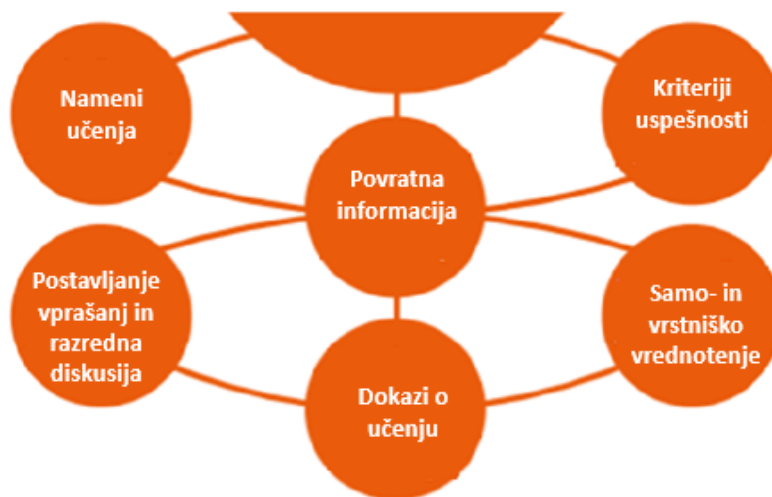 Nameni
učenja
Kriteriji
uspešnosti
Povratna
informacija
Postavljanje
vprašanj in
razredna
diskusija
Samo- in
vrstniško
vrednotenje
Dokazi o
učenju